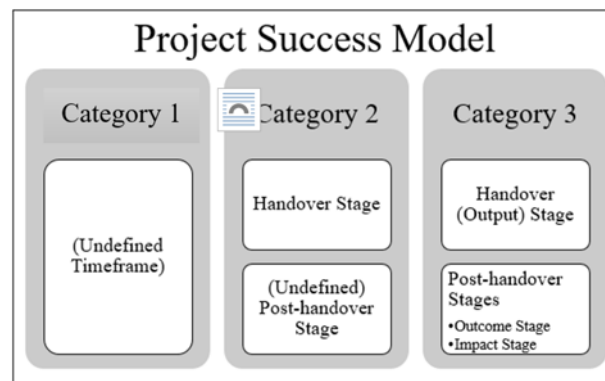 Project Success Model
Category 1
(Undefined
Timeframe)
Category 2
Handover Stage
(Undefined)
Post-handover
Stage
Category 3
Handover
(Output) Stage
Post-handover
Stages
•Outcome Stage
•Impact Stage